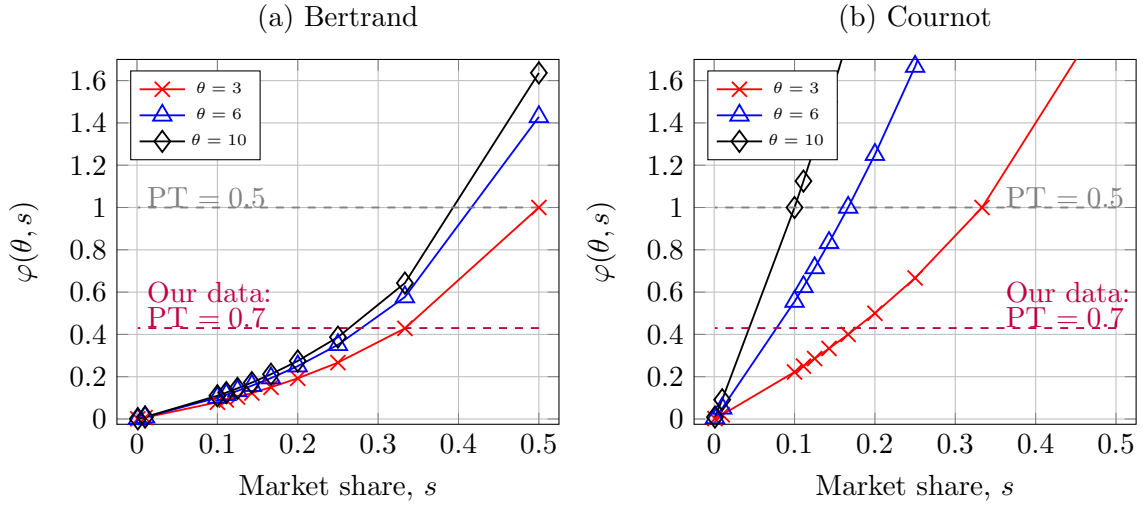 (a) Bertrand
φ(θ, s)
1.6
1.4
1.2
1
0.8
0.6
0.4
0.2
0
θ = 3
θ = 6
θ = 10
PT = 0.5
Our data:
PT = 0.7
0
0.1
0.2
0.3
0.4
0.5
Market share, s
(b) Cournot
φ(θ, s)
1.6
1.4
1.2
1
0.8
0.6
0.4
0.2
0
θ = 3
θ = 6
θ = 10
PT = 0.5
Our data:
PT = 0.7
0
0.1
0.2
0.3
0.4
0.5
Market share, s